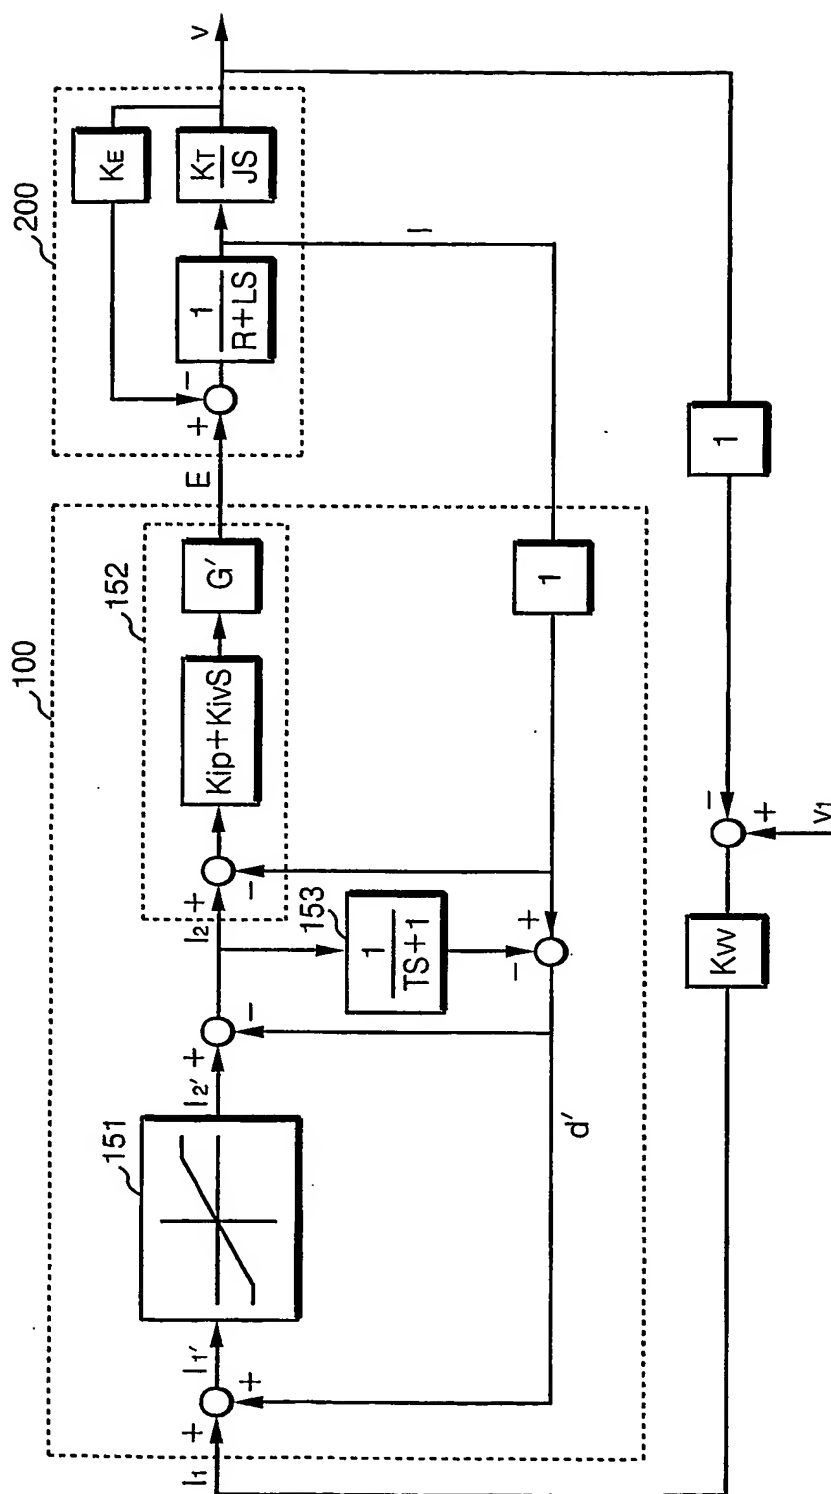 100
200
151
152
153
I1
+
+
I1'
I2'
+
−
I2
+
−
Kip+KivS
G'
E
+
−
1
R+LS
KT
JS
KE
V
1
TS+1
−
+
1
I
d'
Kvv
−
+
V1
1